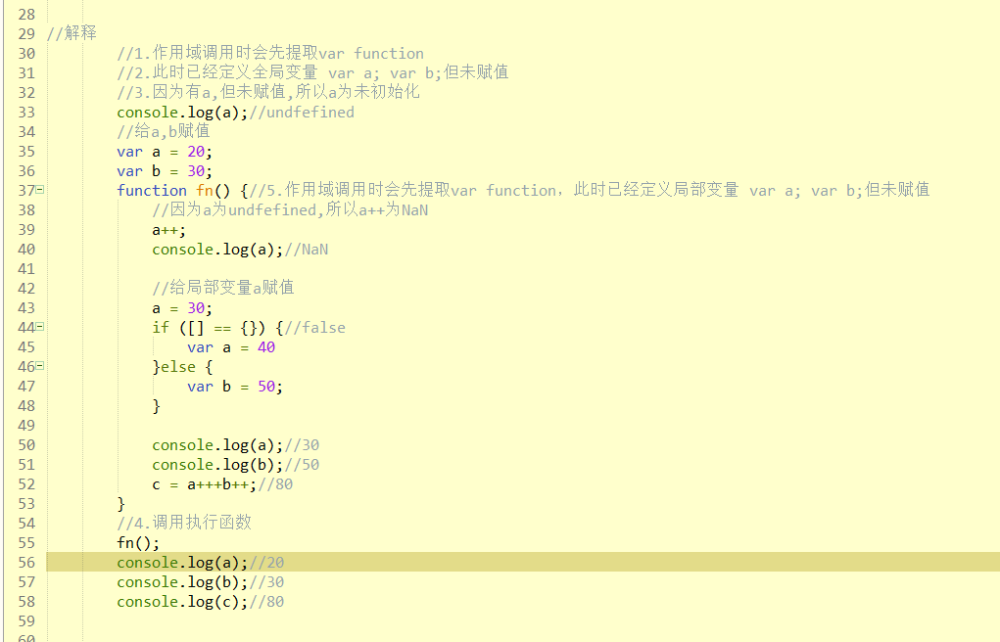 28
29 //解释
30 //1.作用域调用时会先提取var function
31 //2.此时已经定义全局变量 var a; var b;但未赋值
32 //3.因为有a,但未赋值,所以a为未初始化
33 console.log(a);//undfefined
34 //给a,b赋值
35 var a = 20;
36 var b = 30;
37 function fn() {//5.作用域调用时会先提取var function，此时已经定义局部变量 var a; var b;但未赋值
38 //因为a为undfefined,所以a++为NaN
39 a++;
40 console.log(a);//NaN
41
42 //给局部变量a赋值
43 a = 30;
44 if ([] == {}) {//false
45 var a = 40
46 }else {
47 var b = 50;
48 }
49
50 console.log(a);//30
51 console.log(b);//50
52 c = a+++b++;//80
53 }
54 //4.调用执行函数
55 fn();
56 console.log(a);//20
57 console.log(b);//30
58 console.log(c);//80
59
60